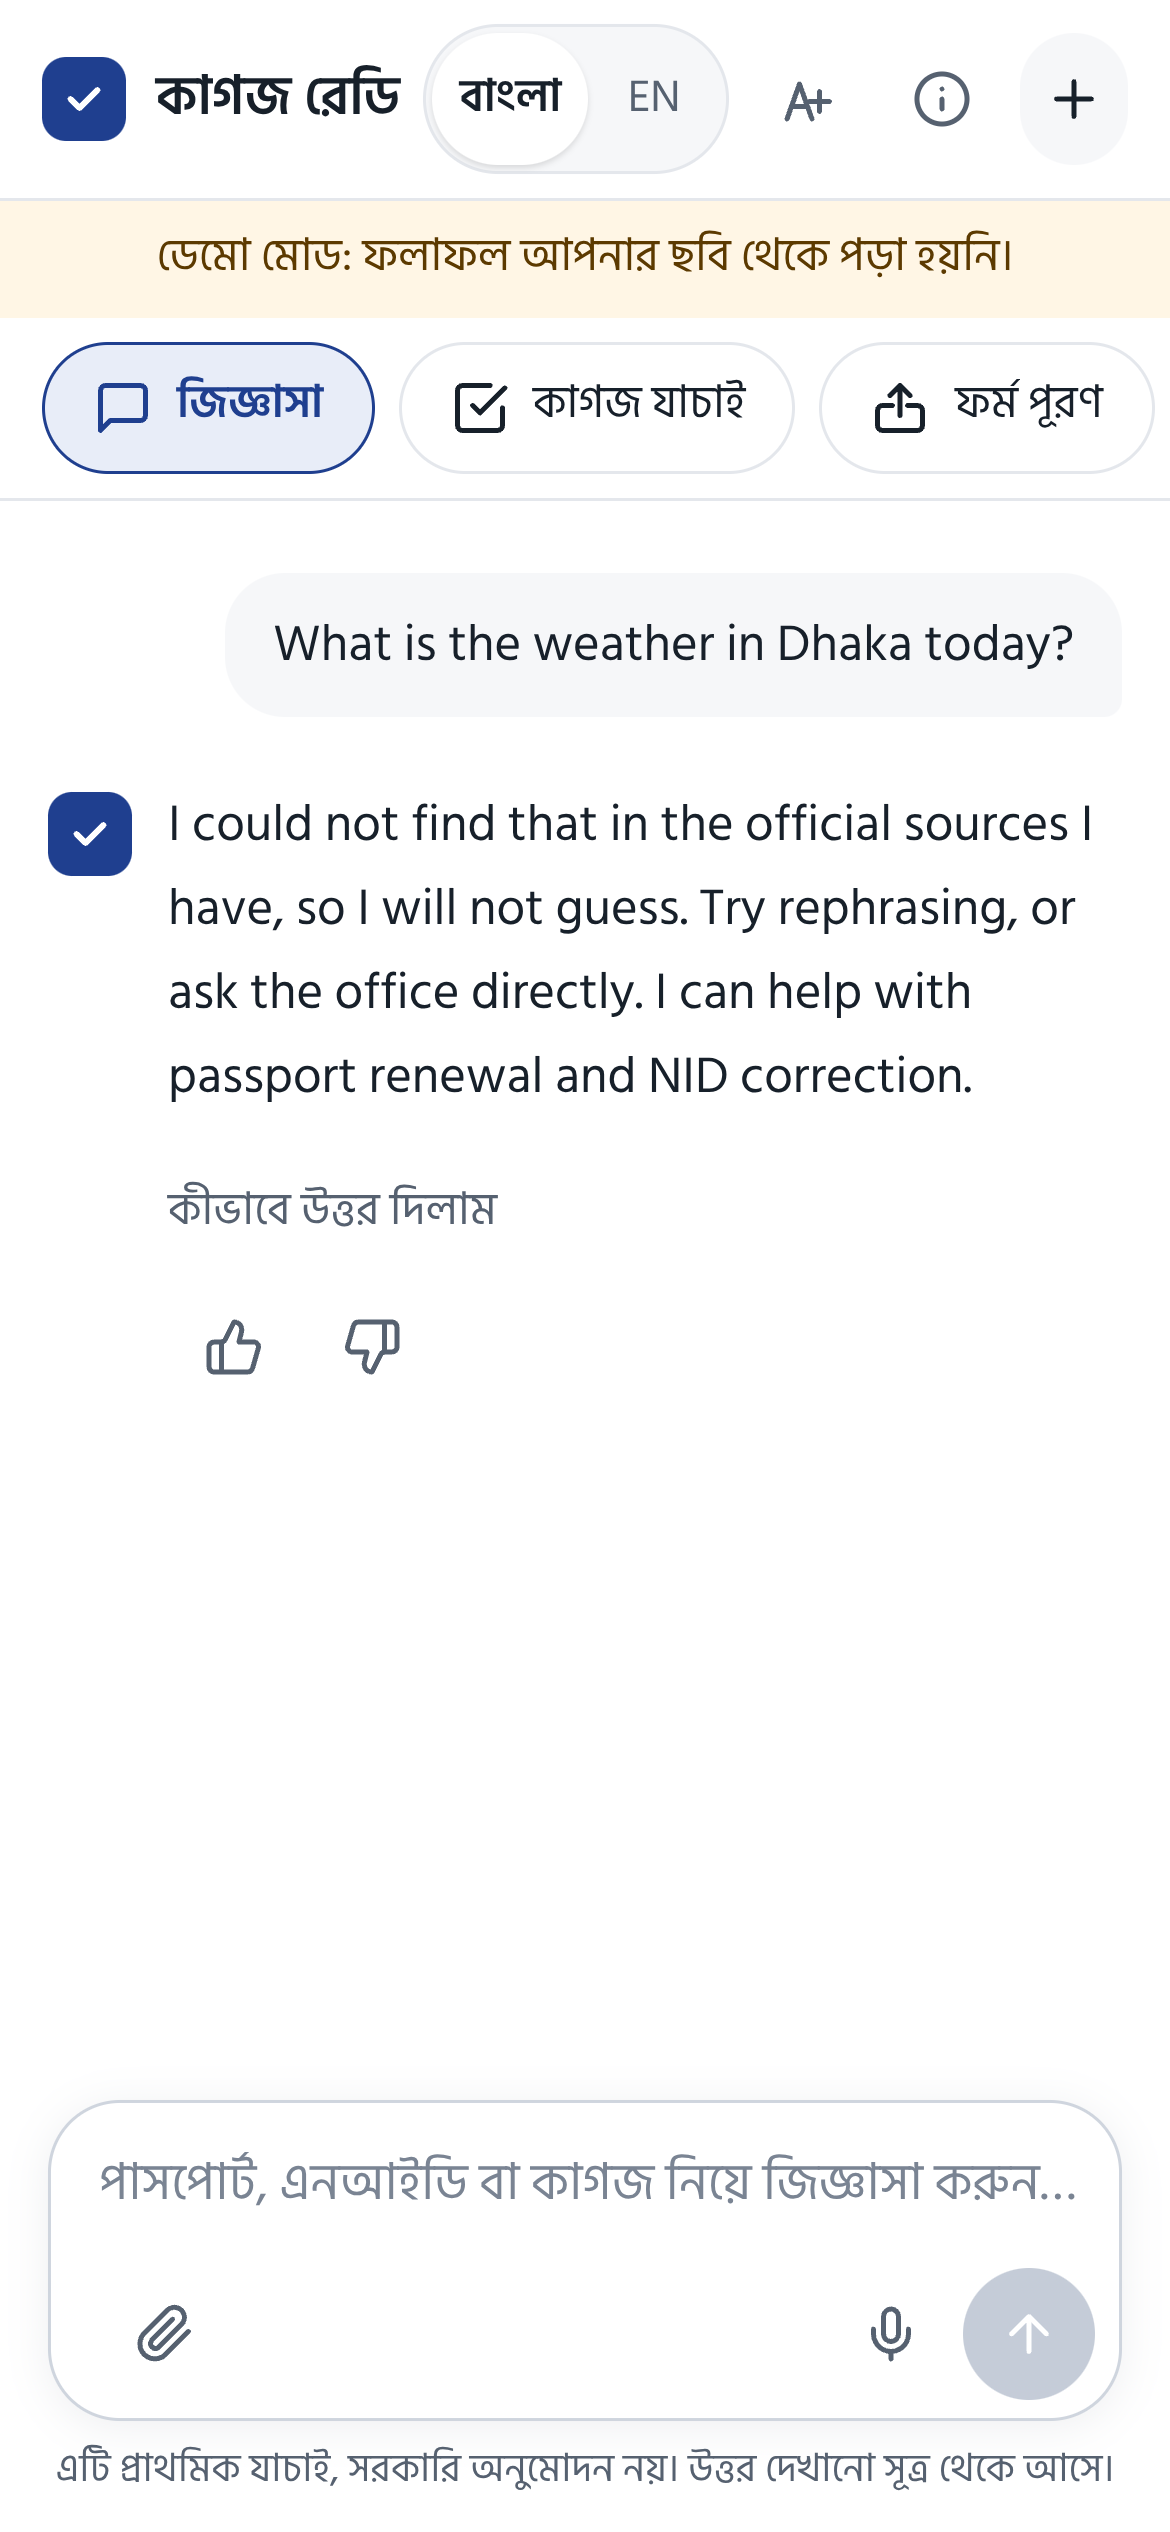 কাগজ রেডি
বাংলা EN A+
ডেমো মোড: ফলাফল আপনার ছবি থেকে পড়া হয়নি।
জিজ্ঞাসা কাগজ যাচাই ফর্ম পূরণ
What is the weather in Dhaka today?
I could not find that in the official sources I
have, so I will not guess. Try rephrasing, or
ask the office directly. I can help with
passport renewal and NID correction.
কীভাবে উত্তর দিলাম
পাসপোর্ট, এনআইডি বা কাগজ নিয়ে জিজ্ঞাসা করুন...
এটি প্রাথমিক যাচাই, সরকারি অনুমোদন নয়। উত্তর দেখানো সূত্র থেকে আসে।